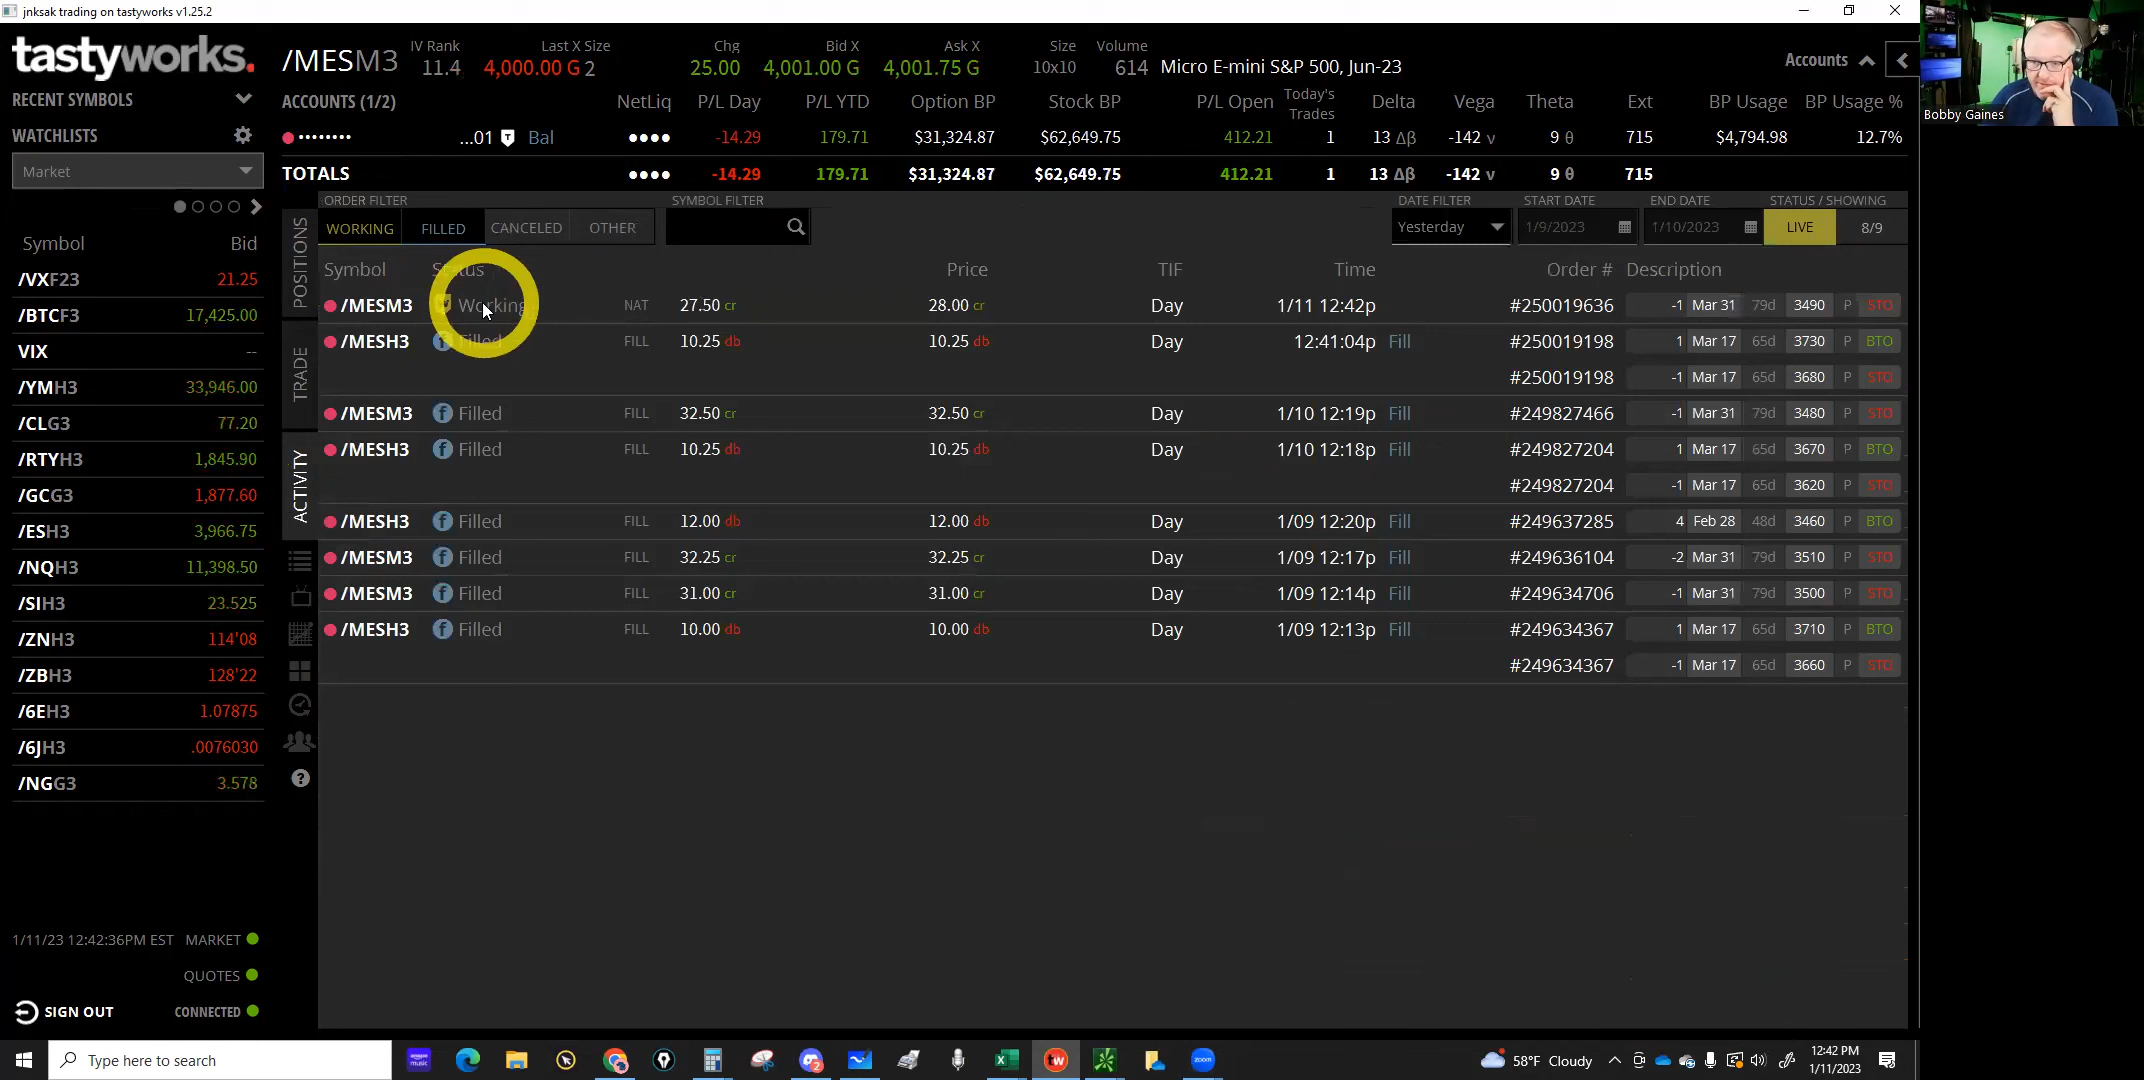 jnksak trading on tastyworks v1.25.2
tastyworks.
/MESM3
IV Rank
11.4
Last X Size
4,000.00 G 2
Chg
25.00
Bid X
4,001.00 G
Ask X
4,001.75 G
Size
10x10
Volume
614
Micro E-mini S&P 500, Jun-23
Accounts
Bobby Gaines
ACCOUNTS (1/2) NetLiq P/L Day P/L YTD Option BP Stock BP P/L Open Today's Trades Delta Vega Theta Ext BP Usage BP Usage %
•••••••• ...01 T Bal •••• -14.29 179.71 $31,324.87 $62,649.75 412.21 1 13 Δβ -142 ν 9 θ 715 $4,794.98 12.7%
TOTALS •••• -14.29 179.71 $31,324.87 $62,649.75 412.21 1 13 Δβ -142 ν 9 θ 715
RECENT SYMBOLS
WATCHLISTS
Market
Symbol Bid
/VXF23 21.25
/BTCF3 17,425.00
VIX --
/YMH3 33,946.00
/CLG3 77.20
/RTYH3 1,845.90
/GCG3 1,877.60
/ESH3 3,966.75
/NQH3 11,398.50
/SIH3 23.525
/ZNH3 114'08
/ZBH3 128'22
/6EH3 1.07875
/6JH3 .0076030
/NGG3 3.578
1/11/23 12:42:36PM EST MARKET
QUOTES
SIGN OUT CONNECTED
POSITIONS
TRADE
ACTIVITY
?
ORDER FILTER SYMBOL FILTER DATE FILTER START DATE END DATE STATUS / SHOWING
WORKING FILLED CANCELED OTHER Yesterday 1/9/2023 1/10/2023 LIVE 8/9
Symbol Status Price TIF Time Order # Description
/MESM3 Working NAT 27.50 cr 28.00 cr Day 1/11 12:42p #250019636 -1 Mar 31 79d 3490 P STO
/MESH3 f Filled FILL 10.25 db 10.25 db Day 12:41:04p Fill #250019198 1 Mar 17 65d 3730 P BTO
#250019198 -1 Mar 17 65d 3680 P STO
/MESM3 f Filled FILL 32.50 cr 32.50 cr Day 1/10 12:19p Fill #249827466 -1 Mar 31 79d 3480 P STO
/MESH3 f Filled FILL 10.25 db 10.25 db Day 1/10 12:18p Fill #249827204 1 Mar 17 65d 3670 P BTO
#249827204 -1 Mar 17 65d 3620 P STO
/MESH3 f Filled FILL 12.00 db 12.00 db Day 1/09 12:20p Fill #249637285 4 Feb 28 48d 3460 P BTO
/MESM3 f Filled FILL 32.25 cr 32.25 cr Day 1/09 12:17p Fill #249636104 -2 Mar 31 79d 3510 P STO
/MESM3 f Filled FILL 31.00 cr 31.00 cr Day 1/09 12:14p Fill #249634706 -1 Mar 31 79d 3500 P STO
/MESH3 f Filled FILL 10.00 db 10.00 db Day 1/09 12:13p Fill #249634367 1 Mar 17 65d 3710 P BTO
#249634367 -1 Mar 17 65d 3660 P STO
Type here to search
58°F Cloudy
12:42 PM
1/11/2023